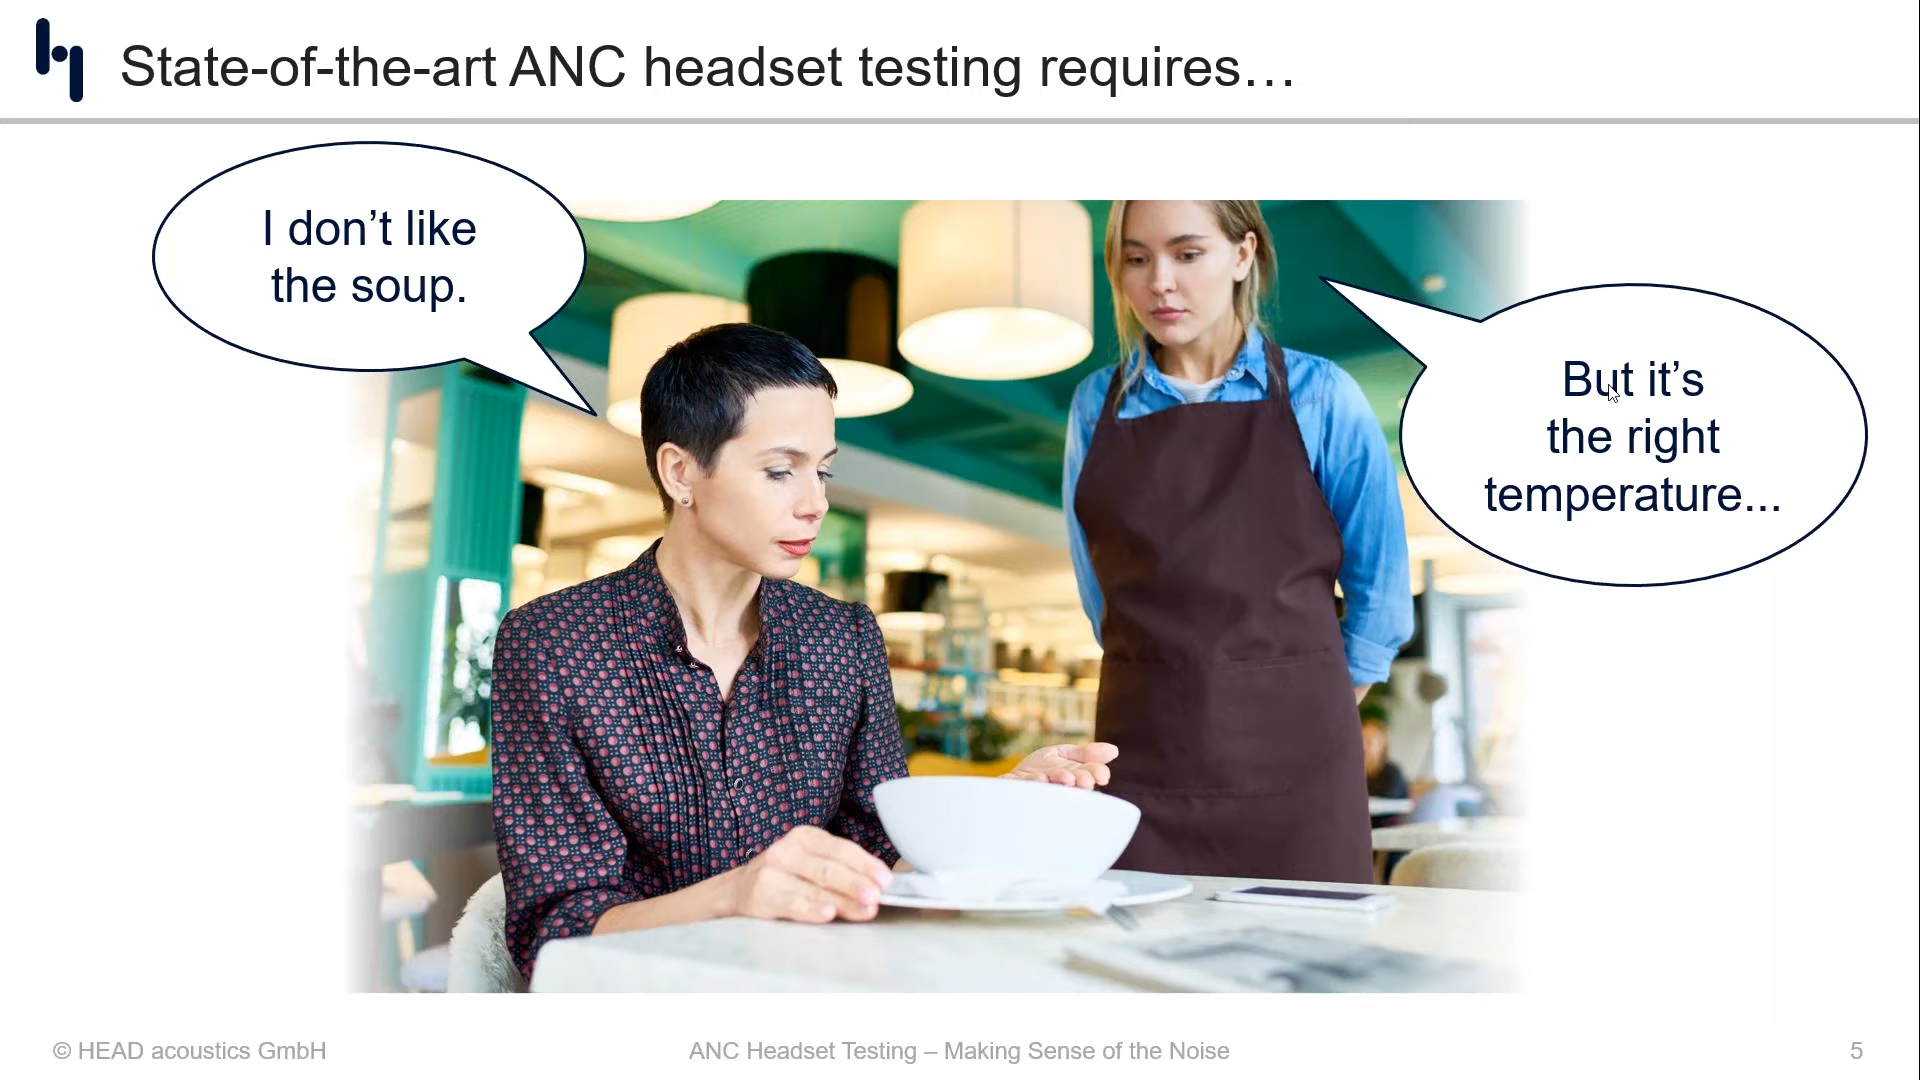 State-of-the-art ANC headset testing requires…
I don’t like
the soup.
But it’s
the right
temperature...
© HEAD acoustics GmbH
ANC Headset Testing – Making Sense of the Noise
5